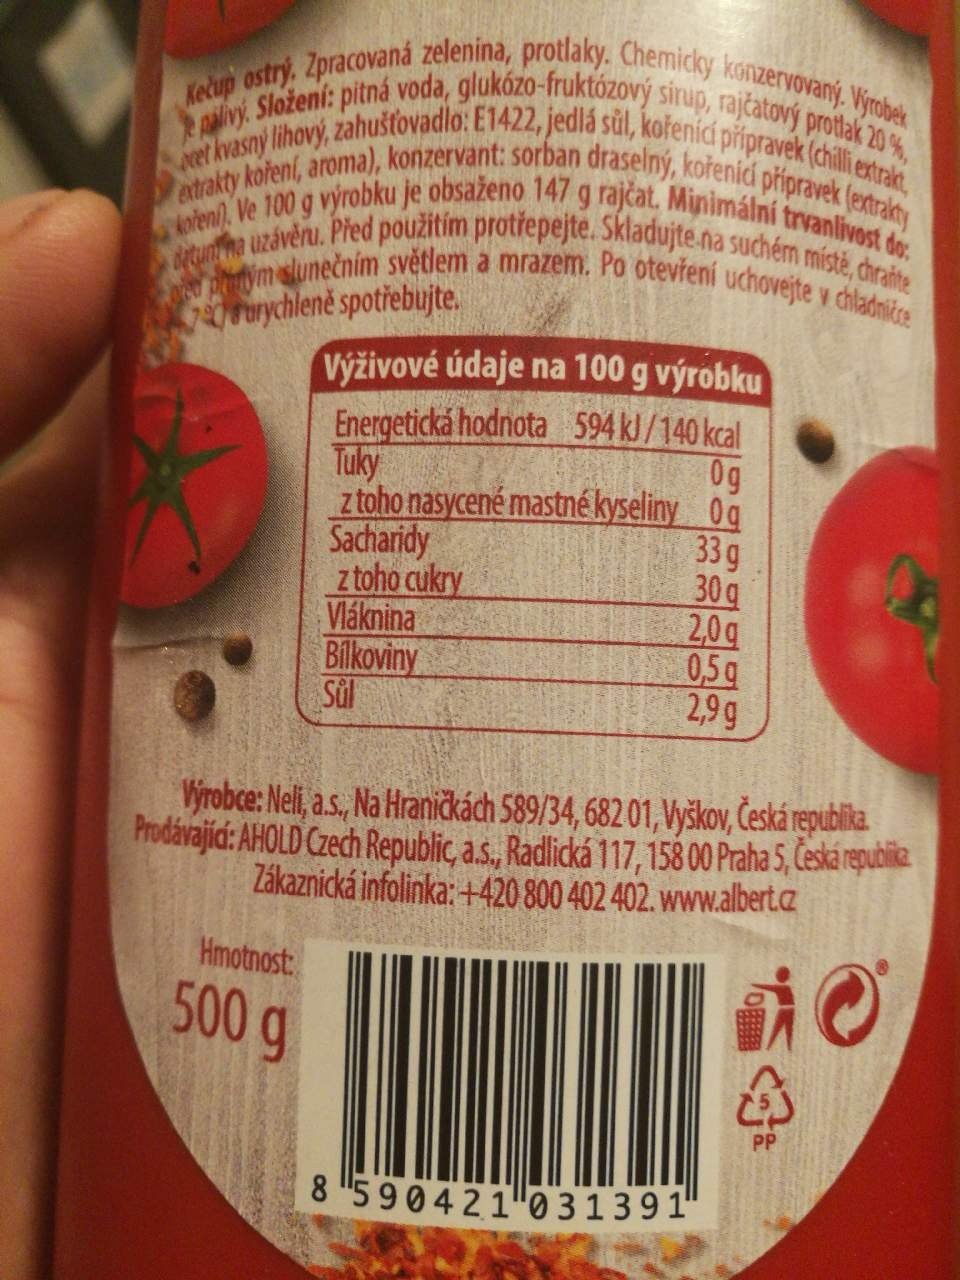 Kečup ostrý. Zpracovaná zelenina, protlaky. Chemicky konzervovaný. Výrobek
je pálivý. Složení: pitná voda, glukózo-fruktózový sirup, rajčatový protlak 20 %,
ocet kvasný lihový, zahušťovadlo: E1422, jedlá sůl, kořenicí přípravek (chilli extrakt,
extrakty koření, aroma), konzervant: sorban draselný, kořenicí přípravek (extrakty
koření). Ve 100 g výrobku je obsaženo 147 g rajčat. Minimální trvanlivost do:
datum na uzávěru. Před použitím protřepejte. Skladujte na suchém místě, chraňte
před přímým slunečním světlem a mrazem. Po otevření uchovejte v chladničce
7 °C) a urychleně spotřebujte.
Výživové údaje na 100 g výrobku
Energetická hodnota 594 kJ / 140 kcal
Tuky 0 g
z toho nasycené mastné kyseliny 0 g
Sacharidy 33 g
z toho cukry 30 g
Vláknina 2,0 g
Bílkoviny 0,5 g
Sůl 2,9 g
Výrobce: Neli, a.s., Na Hraničkách 589/34, 682 01, Vyškov, Česká republika.
Prodávající: AHOLD Czech Republic, a.s., Radlická 117, 158 00 Praha 5, Česká republika.
Zákaznická infolinka: +420 800 402 402. www.albert.cz
Hmotnost:
500 g
8 590421 031391
®
5
PP